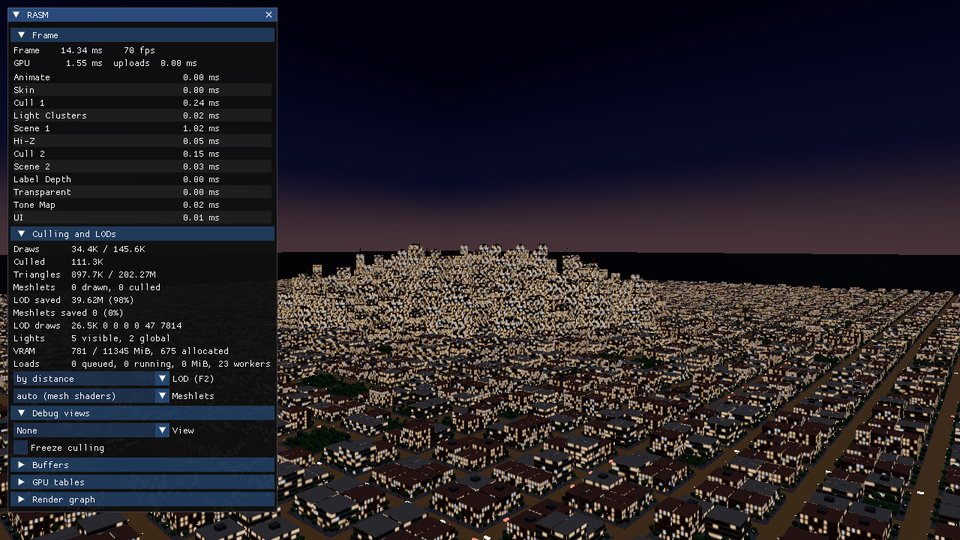 RASM
Frame
Frame 14.34 ms 70 fps
GPU 1.55 ms uploads 0.00 ms
Animate 0.00 ms
Skin 0.00 ms
Cull 1 0.24 ms
Light Clusters 0.02 ms
Scene 1 1.02 ms
Hi-Z 0.05 ms
Cull 2 0.15 ms
Scene 2 0.03 ms
Label Depth 0.00 ms
Transparent 0.00 ms
Tone Map 0.02 ms
UI 0.01 ms
Culling and LODs
Draws 34.4K / 145.6K
Culled 111.3K
Triangles 897.7K / 202.27M
Meshlets 0 drawn, 0 culled
LOD saved 39.62M (98%)
Meshlets saved 0 (0%)
LOD draws 26.5K 0 0 0 0 47 7814
Lights 5 visible, 2 global
VRAM 781 / 11345 MiB, 675 allocated
Loads 0 queued, 0 running, 0 MiB, 23 workers
by distance LOD (F2)
auto (mesh shaders) Meshlets
Debug views
None View
Freeze culling
Buffers
GPU tables
Render graph